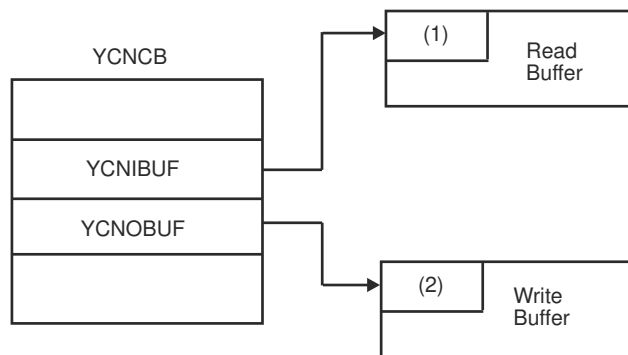 YCNCB
YCNIBUF
YCNOBUF
(1)
Read
Buffer
(2)
Write
Buffer